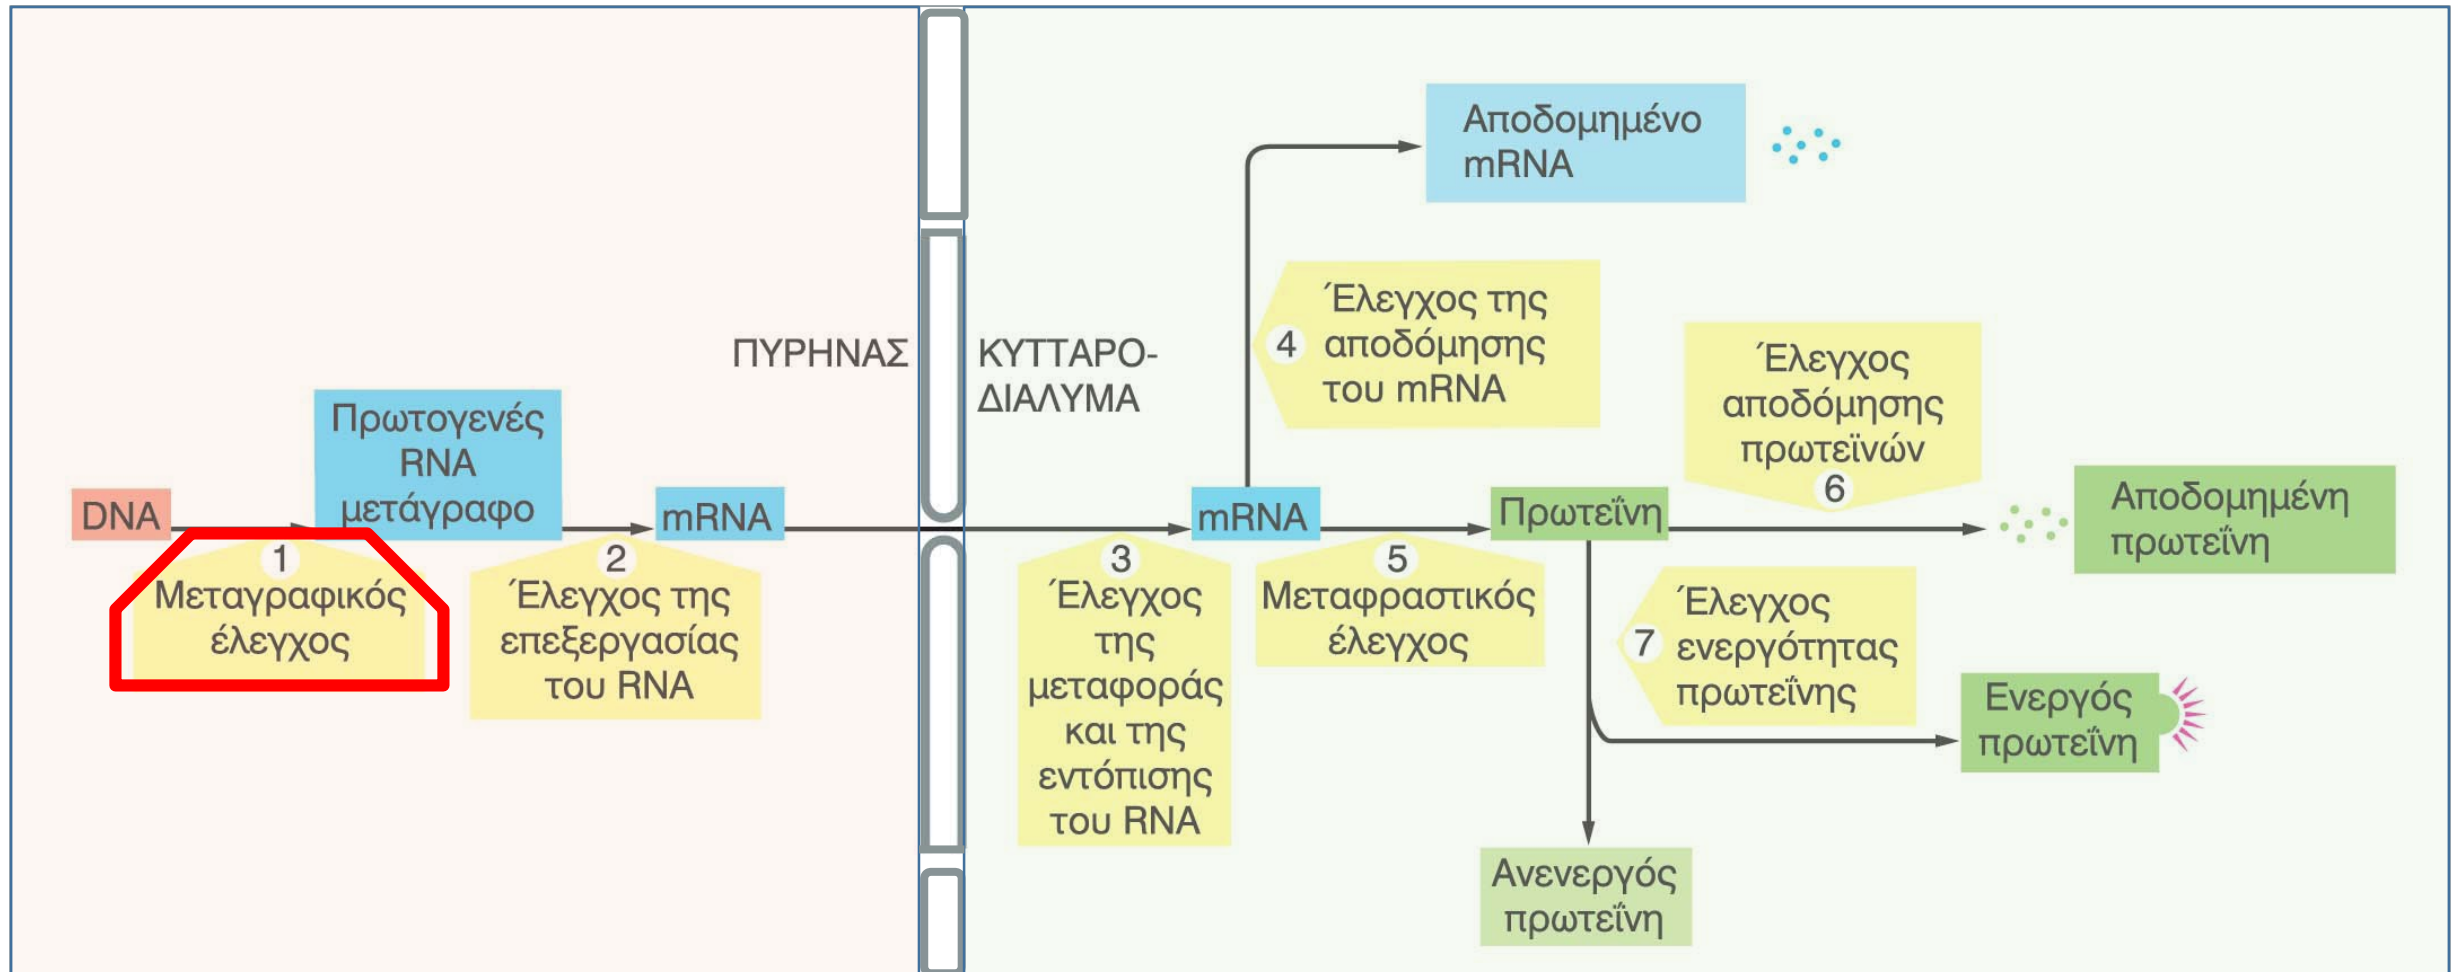 ΠΥΡΗΝΑΣ
ΚΥΤΤΑΡΟ-
ΔΙΑΛΥΜΑ
DNA
1
Μεταγραφικός
έλεγχος
Πρωτογενές
RNA
μετάγραφο
2
Έλεγχος της
επεξεργασίας
του RNA
mRNA
3
Έλεγχος
της
μεταφοράς
και της
εντόπισης
του RNA
mRNA
4
Έλεγχος της
αποδόμησης
του mRNA
Αποδομημένο
mRNA
5
Μεταφραστικός
έλεγχος
Πρωτεΐνη
Έλεγχος
αποδόμησης
πρωτεϊνών
6
Αποδομημένη
πρωτεΐνη
7
Έλεγχος
ενεργότητας
πρωτεΐνης
Ενεργός
πρωτεΐνη
Ανενεργός
πρωτεΐνη